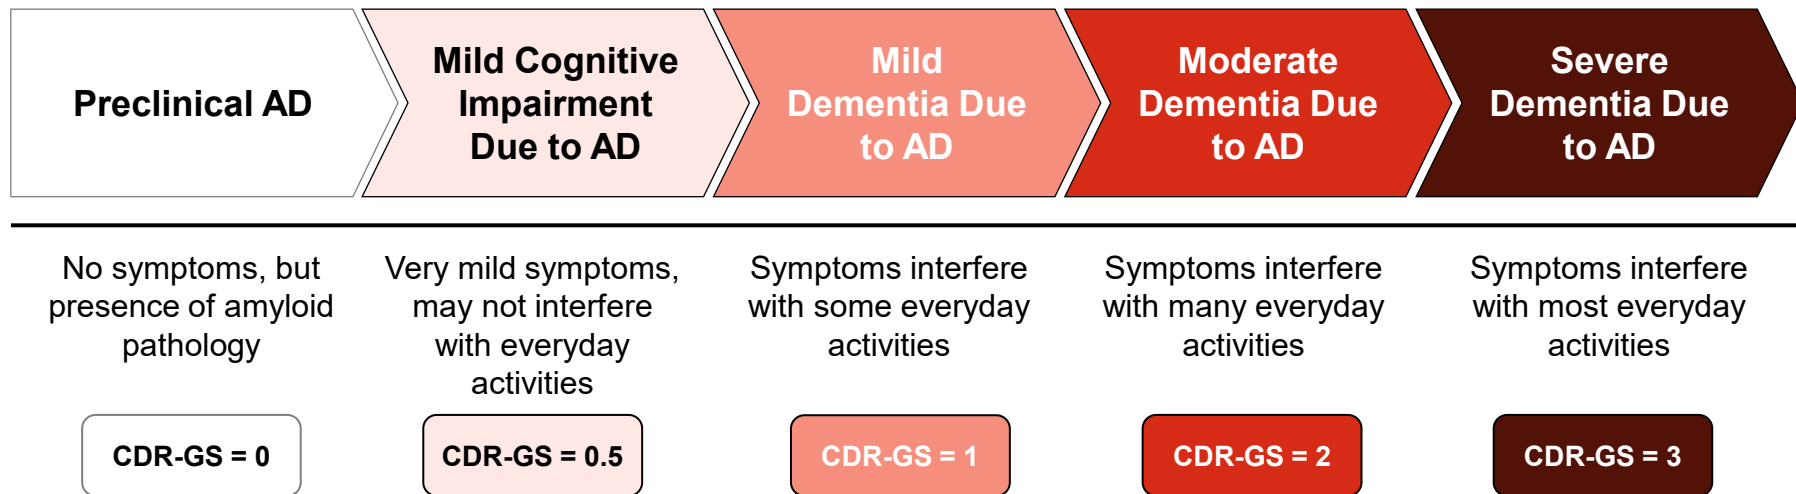 Preclinical AD
Mild Cognitive
Impairment
Due to AD
Mild
Dementia Due
to AD
Moderate
Dementia Due
to AD
Severe
Dementia Due
to AD
No symptoms, but
presence of amyloid
pathology
Very mild symptoms,
may not interfere
with everyday
activities
Symptoms interfere
with some everyday
activities
Symptoms interfere
with many everyday
activities
Symptoms interfere
with most everyday
activities
CDR-GS = 0
CDR-GS = 0.5
CDR-GS = 1
CDR-GS = 2
CDR-GS = 3